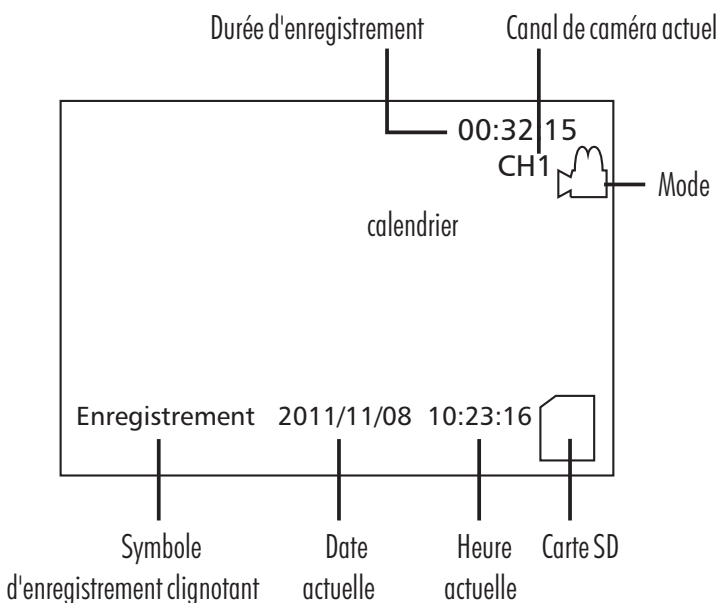 Durée d'enregistrement
Canal de caméra actuel
00:32:15
CH1
Mode
calendrier
Enregistrement 2011/11/08 10:23:16
Symbole
d'enregistrement clignotant
Date
actuelle
Heure
actuelle
Carte SD